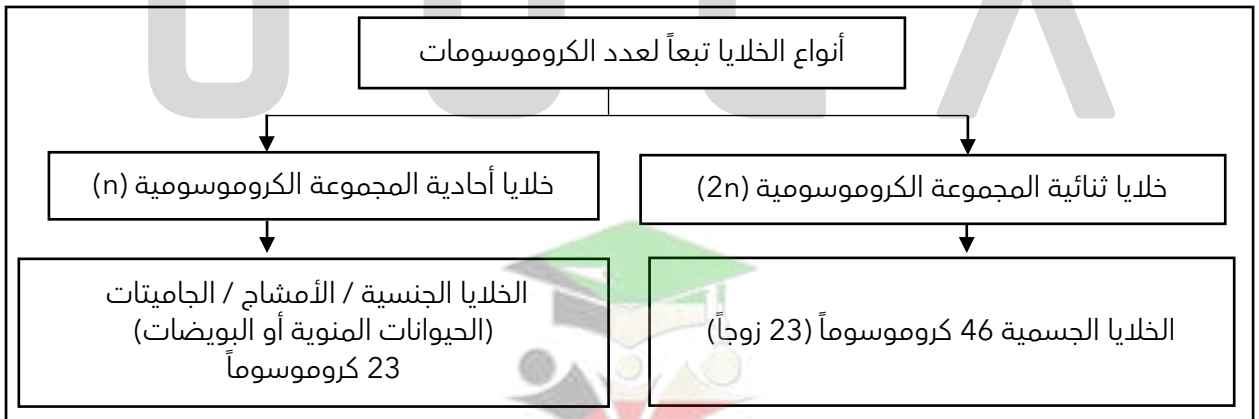 أنواع الخلايا تبعاً لعدد الكروموسومات
خلايا ثنائية المجموعة الكروموسومية (2n)
خلايا أحادية المجموعة الكروموسومية (n)
الخلايا الجسمية 46 كروموسوماً (23 زوجاً)
الخلايا الجنسية / الأمشاج / الجاميتات
(الحيوانات المنوية أو البويضات)
23 كروموسوماً